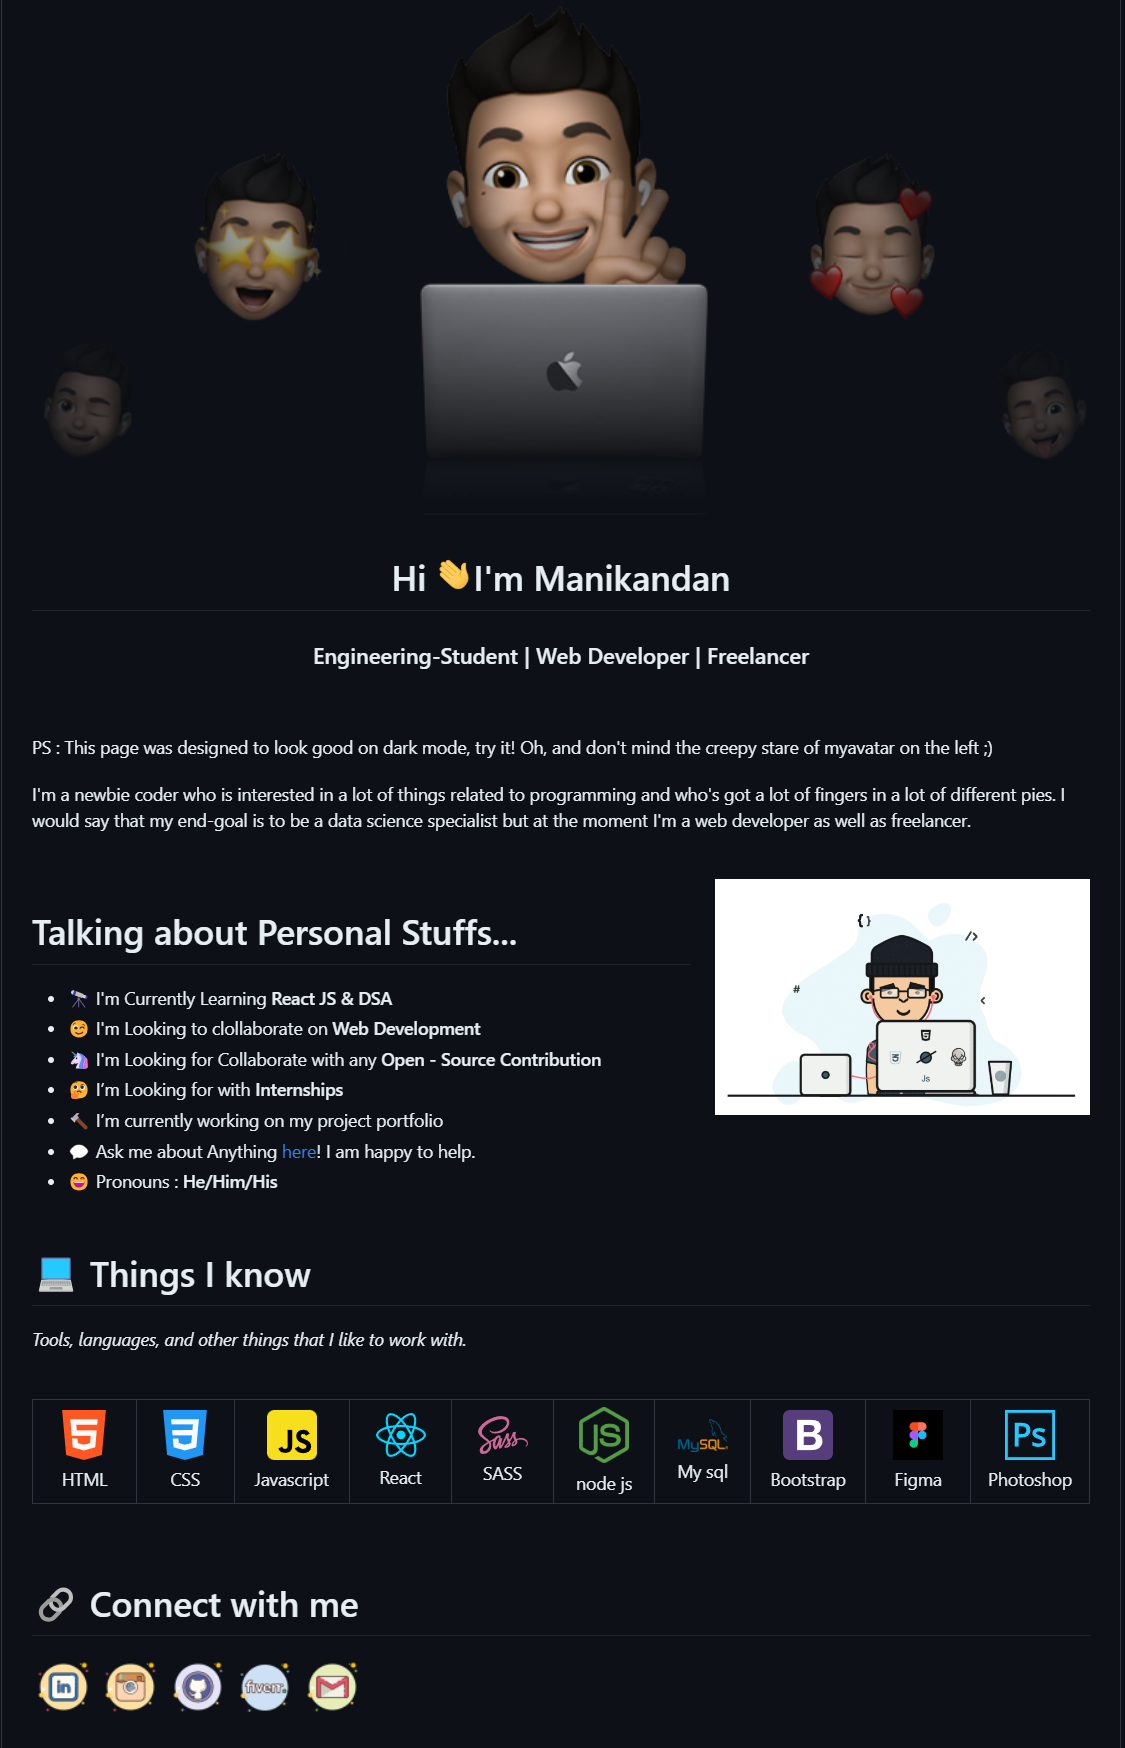 Hi 👋I'm Manikandan
Engineering-Student | Web Developer | Freelancer
PS : This page was designed to look good on dark mode, try it! Oh, and don't mind the creepy stare of myavatar on the left ;)
I'm a newbie coder who is interested in a lot of things related to programming and who's got a lot of fingers in a lot of different pies. I
would say that my end-goal is to be a data science specialist but at the moment I'm a web developer as well as freelancer.
{ }
</>
#
<
Js
Talking about Personal Stuffs...
🔭 I'm Currently Learning React JS & DSA
😊 I'm Looking to clollaborate on Web Development
🦄 I'm Looking for Collaborate with any Open - Source Contribution
🤔 I’m Looking for with Internships
🔨 I’m currently working on my project portfolio
💬 Ask me about Anything here! I am happy to help.
😄 Pronouns : He/Him/His
💻 Things I know
Tools, languages, and other things that I like to work with.
5 3 JS Sass JS MySQL B Ps
HTML CSS Javascript React SASS node js My sql Bootstrap Figma Photoshop
🔗 Connect with me
in fiverr.